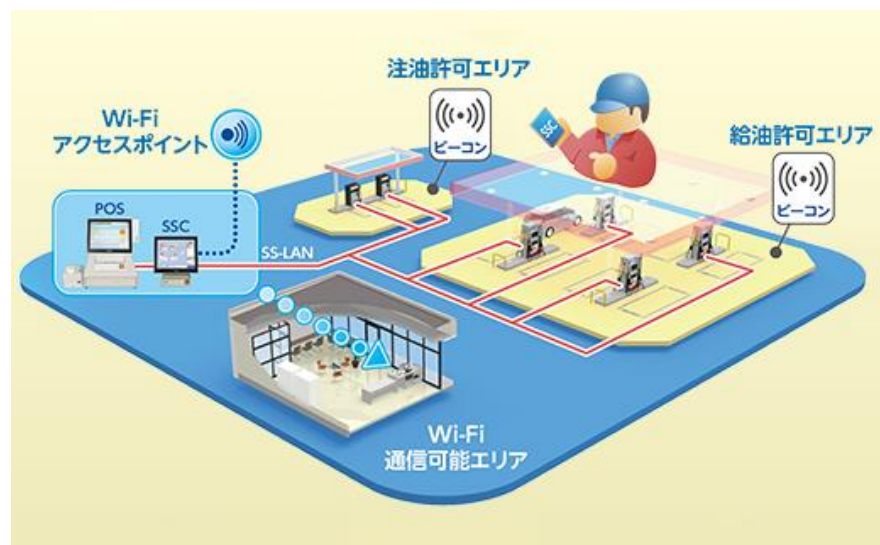 注油許可エリア
ビーコン
Wi-Fi
アクセスポイント
給油許可エリア
ビーコン
SSC
POS
SSC
SS-LAN
Wi-Fi
通信可能エリア